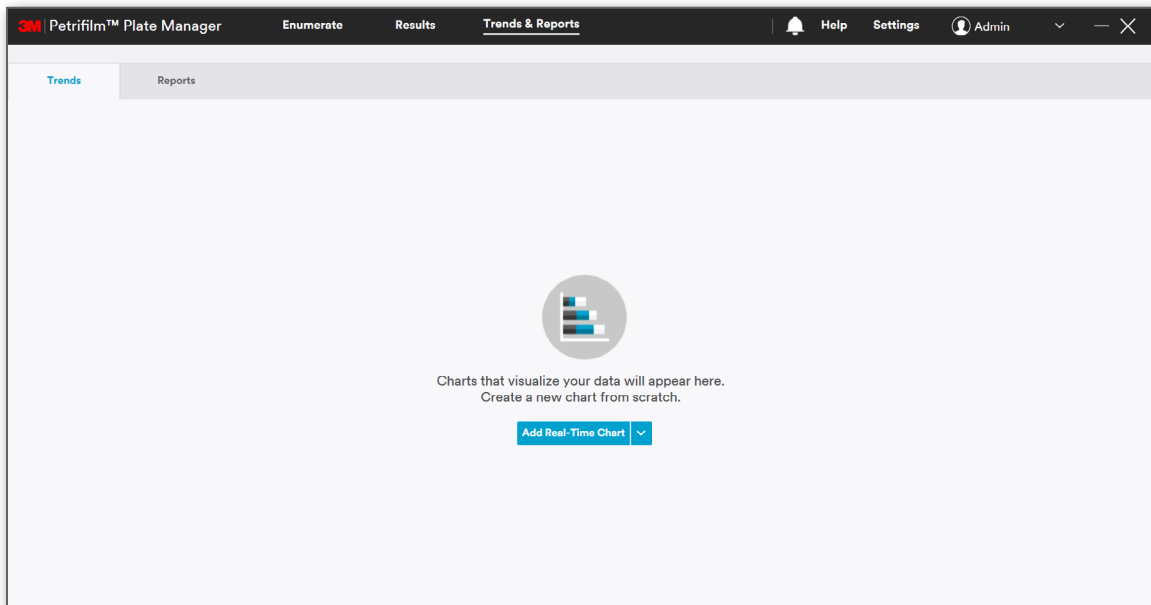 3M Petrifilm™ Plate Manager Enumerate Results Trends & Reports Help Settings Admin
Trends Reports
Charts that visualize your data will appear here.
Create a new chart from scratch.
Add Real-Time Chart